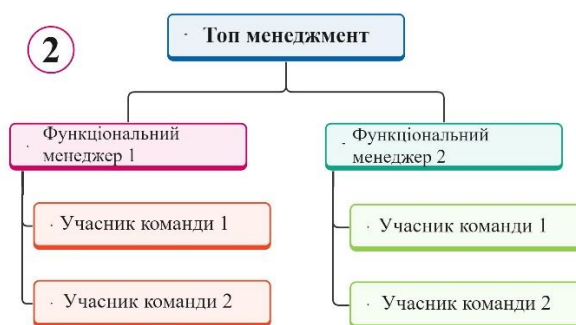 2
· Топ менеджмент
· Функціональний
менеджер 1
- Функціональний
менеджер 2
· Учасник команди 1
· Учасник команди 1
· Учасник команди 2
· Учасник команди 2